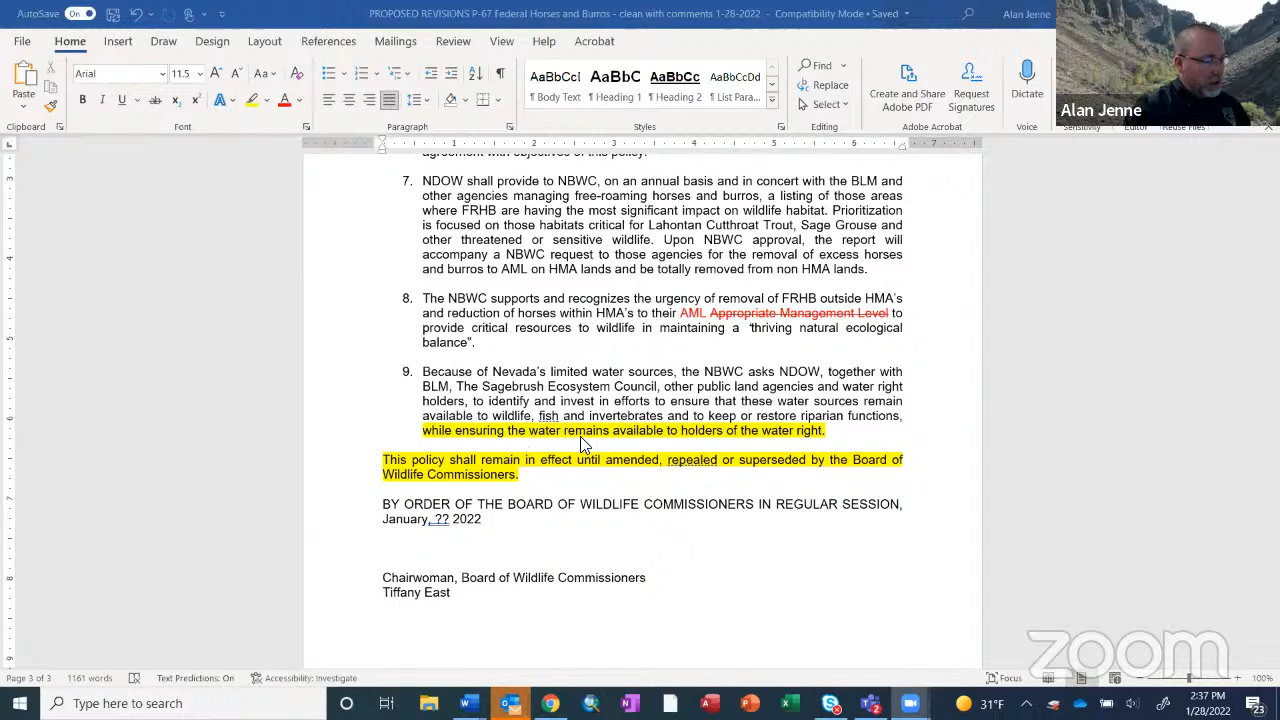 AutoSave On
PROPOSED REVISIONS P-67 Wild Horses and Burros - clean with comments 1-28-2022 - Compatibility Mode - Saved
Alan Jenne
File Home Insert Draw Design Layout References Mailings Review View Help Acrobat
Paste
Clipboard
Arial 11.5
Font
Paragraph
AaBbCcI AaBbC AaBbCc AaBbCcDd
¶ Body Text ¶ Heading 1 ¶ Heading 2 ¶ List Para...
Styles
Find
Replace
Select
Editing
Create and Share Adobe PDF
Request Signatures
Adobe Acrobat
Dictate
Voice
Sensitivity
Editor
Reuse Files
Alan Jenne
agreement with objectives of this policy.
7. NDOW shall provide to NBWC, on an annual basis and in concert with the BLM and
other agencies managing free-roaming horses and burros, a listing of those areas
where FRHB are having the most significant impact on wildlife habitat. Prioritization
is focused on those habitats critical for Lahontan Cutthroat Trout, Sage Grouse and
other threatened or sensitive wildlife. Upon NBWC approval, the report will
accompany a NBWC request to those agencies for the removal of excess horses
and burros to AML on HMA lands and be totally removed from non HMA lands.
8. The NBWC supports and recognizes the urgency of removal of FRHB outside HMA's
and reduction of horses within HMA's to their AML Appropriate Management Level to
provide critical resources to wildlife in maintaining a "thriving natural ecological
balance".
9. Because of Nevada's limited water sources, the NBWC asks NDOW, together with
BLM, The Sagebrush Ecosystem Council, other public land agencies and water right
holders, to identify and invest in efforts to ensure that these water sources remain
available to wildlife, fish and invertebrates and to keep or restore riparian functions,
while ensuring the water remains available to holders of the water right.
This policy shall remain in effect until amended, repealed or superseded by the Board of
Wildlife Commissioners.
BY ORDER OF THE BOARD OF WILDLIFE COMMISSIONERS IN REGULAR SESSION,
January, ?? 2022
Chairwoman, Board of Wildlife Commissioners
Tiffany East
zoom
Page 3 of 3 1161 words Text Predictions: On Accessibility: Investigate Focus 100%
Type here to search
31°F
2:37 PM
1/28/2022
23